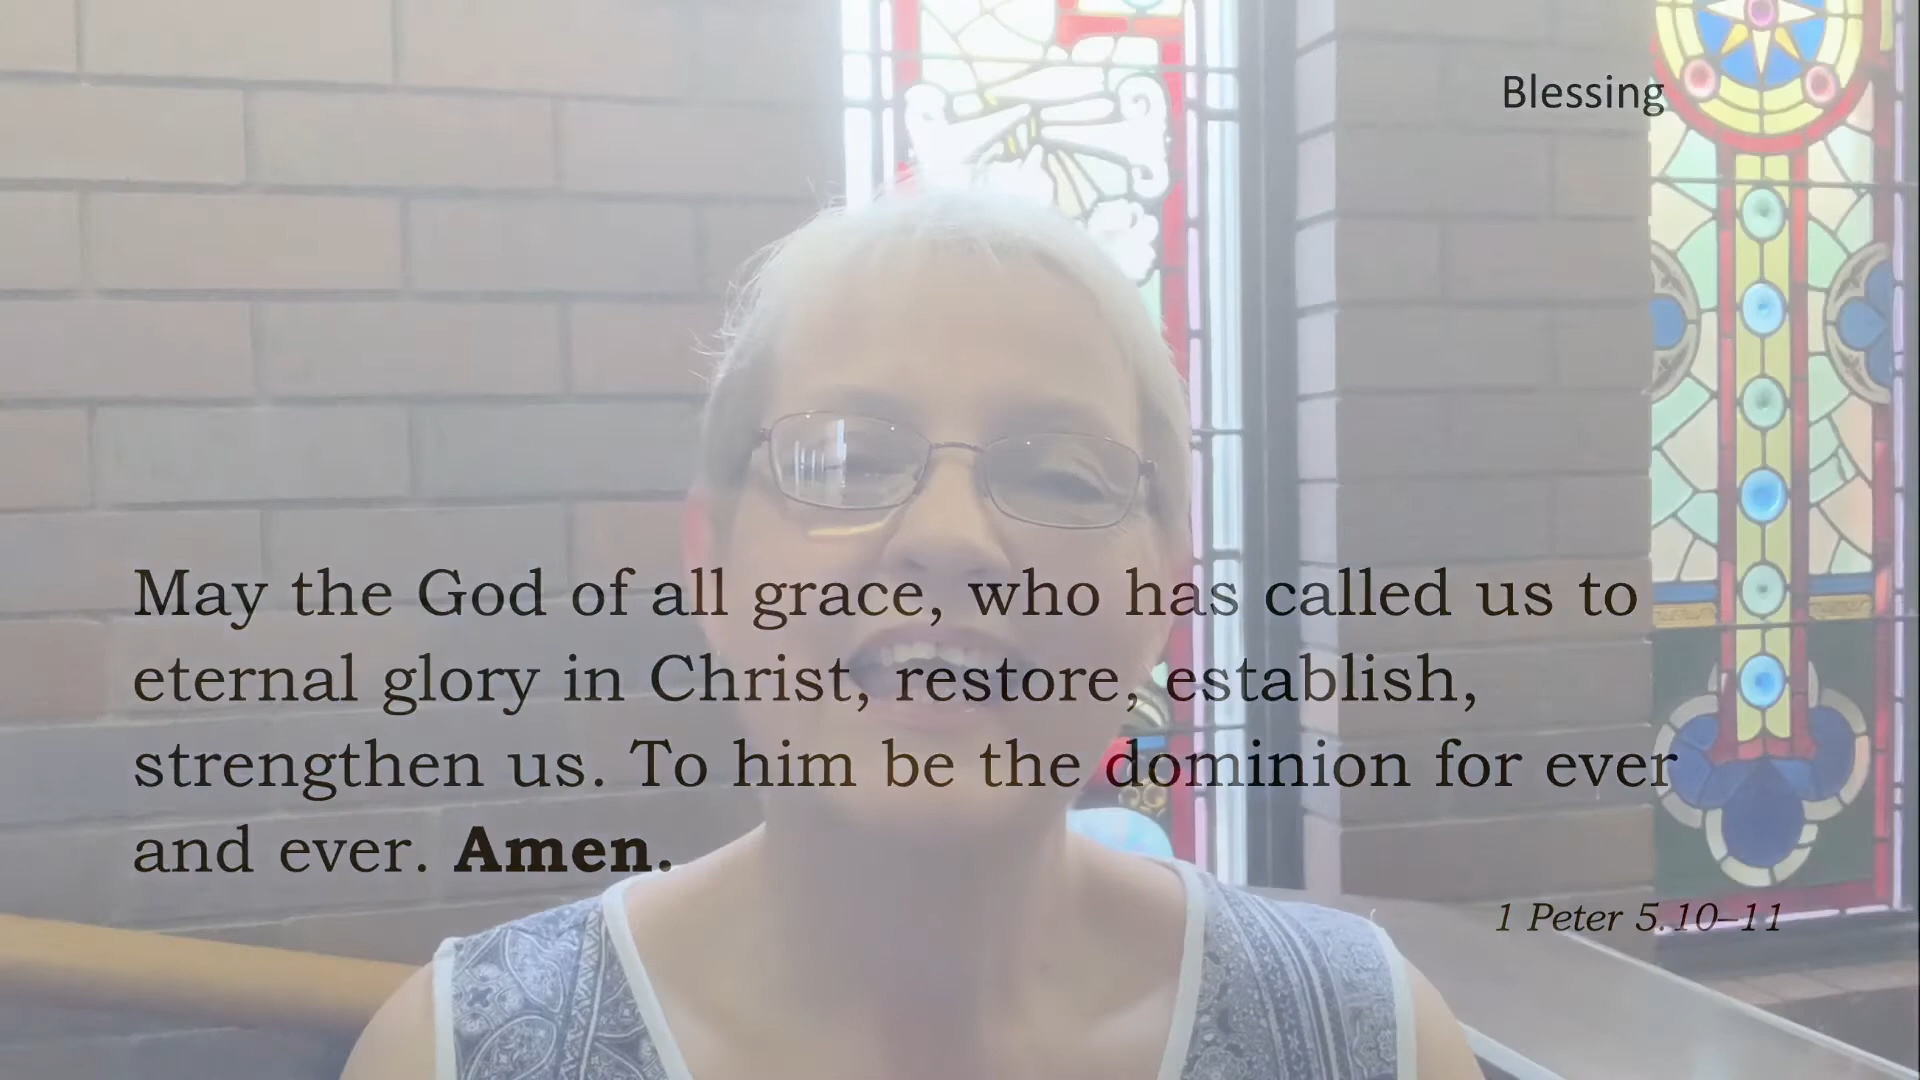 Blessing
May the God of all grace, who has called us to
eternal glory in Christ, restore, establish,
strengthen us. To him be the dominion for ever
and ever. Amen.
1 Peter 5.10–11